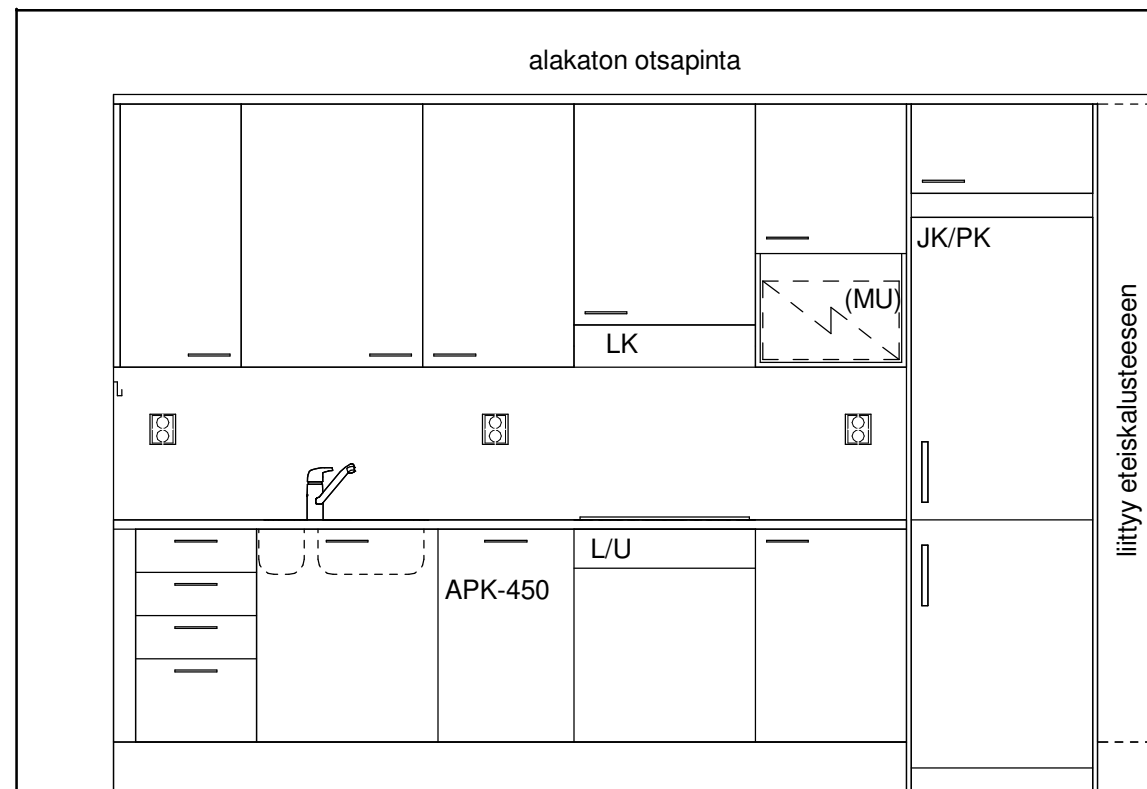 alakaton otsapinta
JK/PK
(MU)
LK
liittyy eteiskalusteeseen
L/U
APK-450